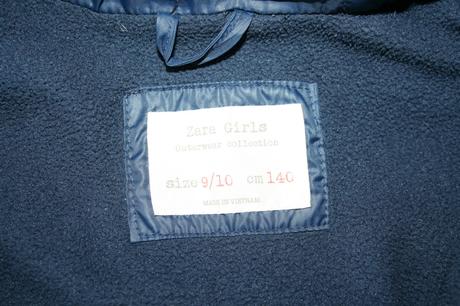 Zara Girls
Outerwear collection
size 9/10 cm 140
MADE IN VIETNAM